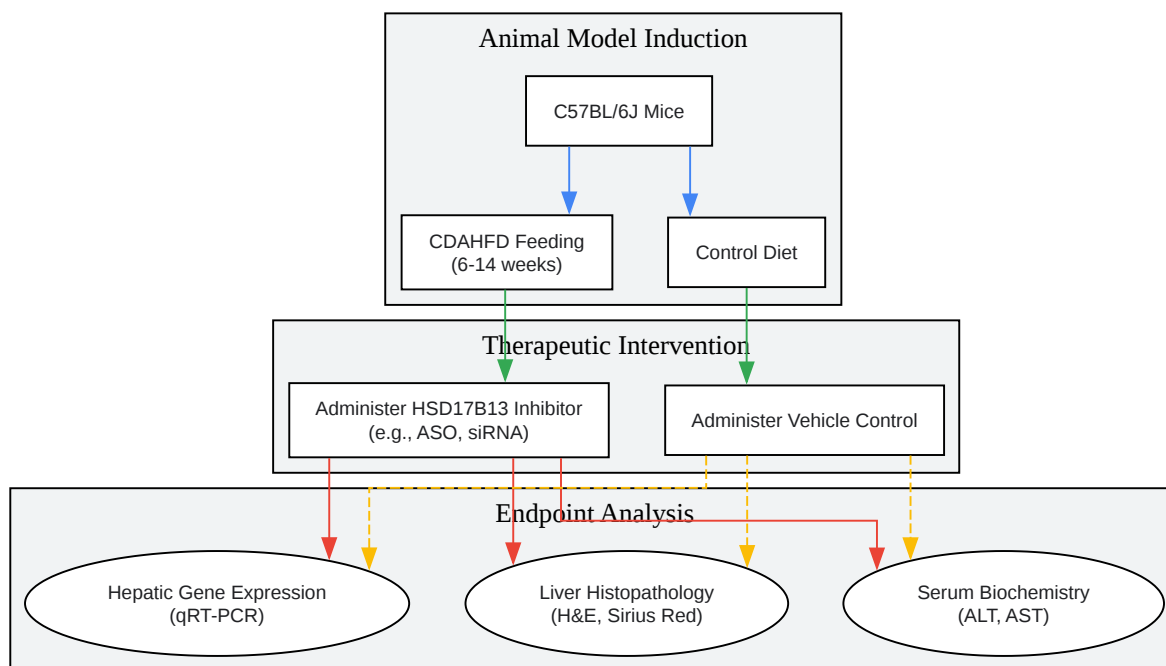 Animal Model Induction
C57BL/6J Mice
CDAHFD Feeding
(6-14 weeks)
Control Diet
Therapeutic Intervention
Administer HSD17B13 Inhibitor
(e.g., ASO, siRNA)
Administer Vehicle Control
Endpoint Analysis
Hepatic Gene Expression
(qRT-PCR)
Liver Histopathology
(H&E, Sirius Red)
Serum Biochemistry
(ALT, AST)